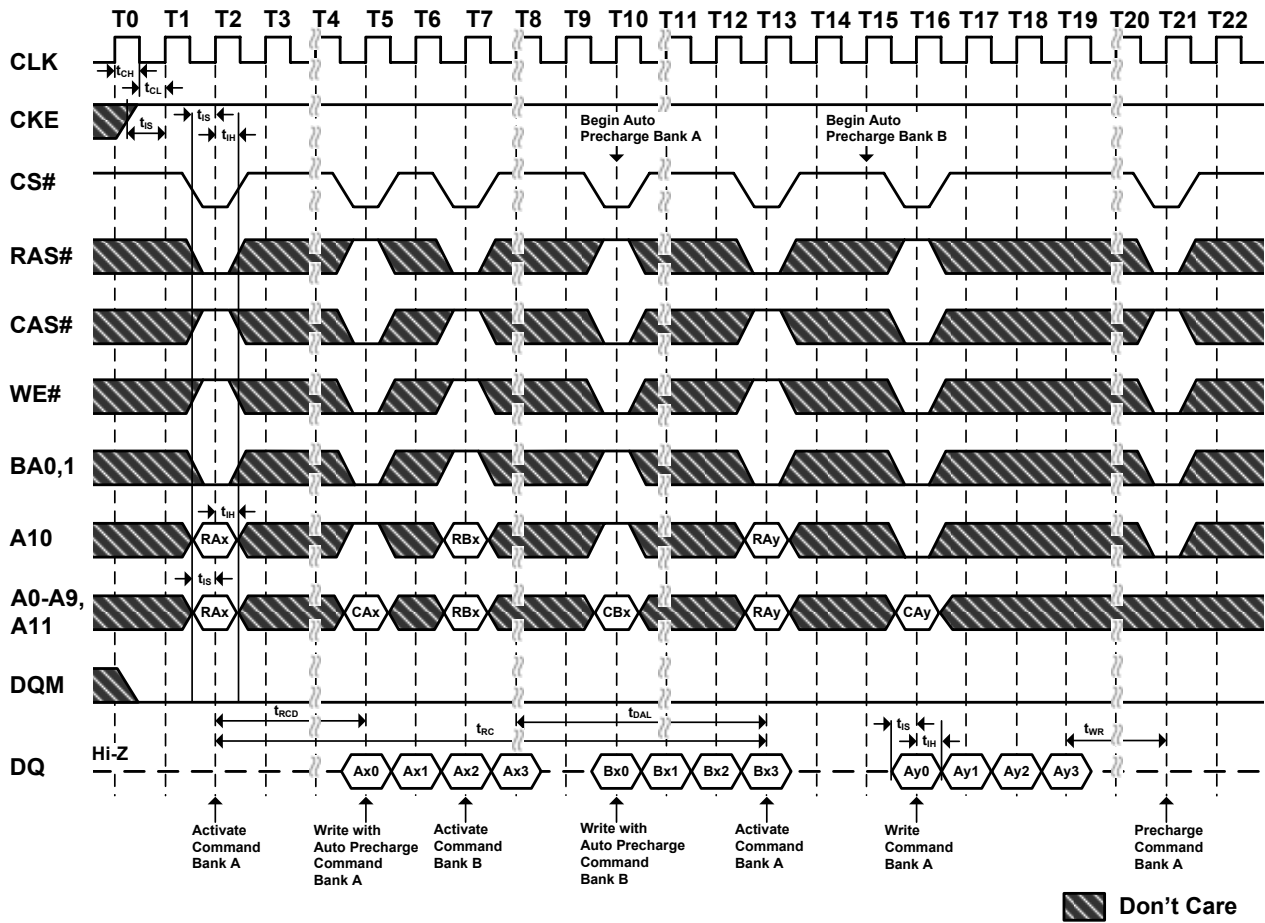 T0 T1 T2 T3 T4 T5 T6 T7 T8 T9 T10 T11 T12 T13 T14 T15 T16 T17 T18 T19 T20 T21 T22
CLK
tCH
tCL
CKE
tIS
tIS
tIH
Begin Auto
Precharge Bank A
Begin Auto
Precharge Bank B
CS#
RAS#
CAS#
WE#
BA0,1
tIH
A10
RAx RBx RAy
tIS
A0-A9,
A11
RAx CAx RBx CBx RAy CAy
DQM
tRCD
tDAL
tRC
tIS
tIH
tWR
Hi-Z
DQ
Ax0 Ax1 Ax2 Ax3 Bx0 Bx1 Bx2 Bx3 Ay0 Ay1 Ay2 Ay3
Activate
Command
Bank A
Write with
Auto Precharge
Command
Bank A
Activate
Command
Bank B
Write with
Auto Precharge
Command
Bank B
Activate
Command
Bank A
Write
Command
Bank A
Precharge
Command
Bank A
Don't Care